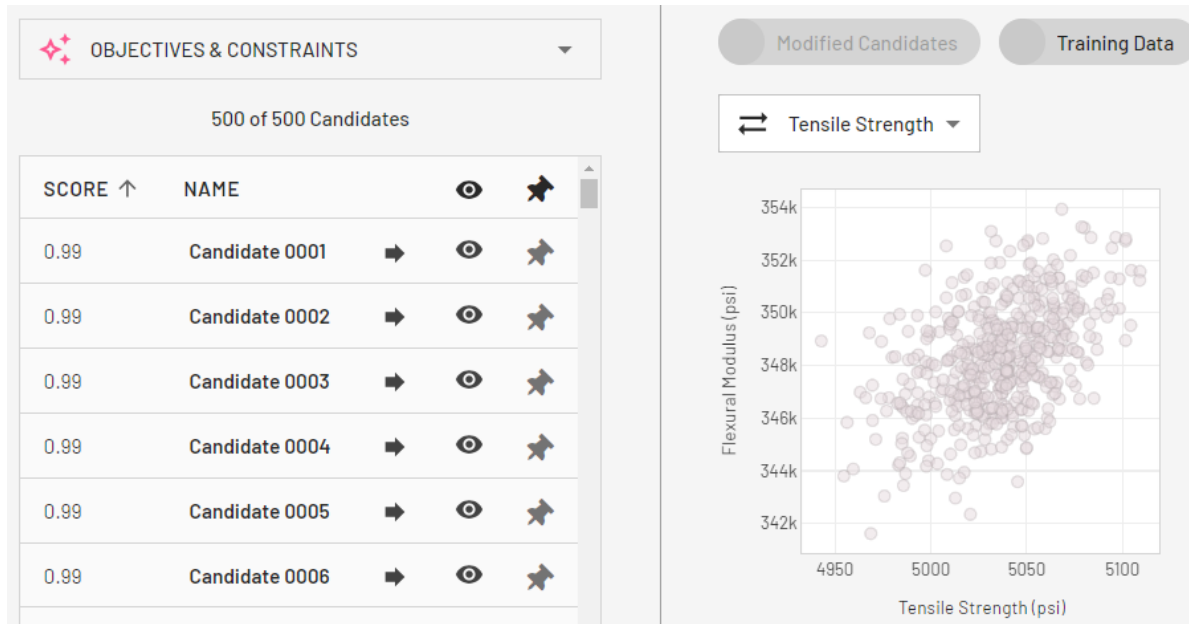 OBJECTIVES & CONSTRAINTS
500 of 500 Candidates
SCORE NAME
0.99 Candidate 0001
0.99 Candidate 0002
0.99 Candidate 0003
0.99 Candidate 0004
0.99 Candidate 0005
0.99 Candidate 0006
Modified Candidates Training Data
Tensile Strength
Flexural Modulus (psi)
354k
352k
350k
348k
346k
344k
342k
4950 5000 5050 5100
Tensile Strength (psi)